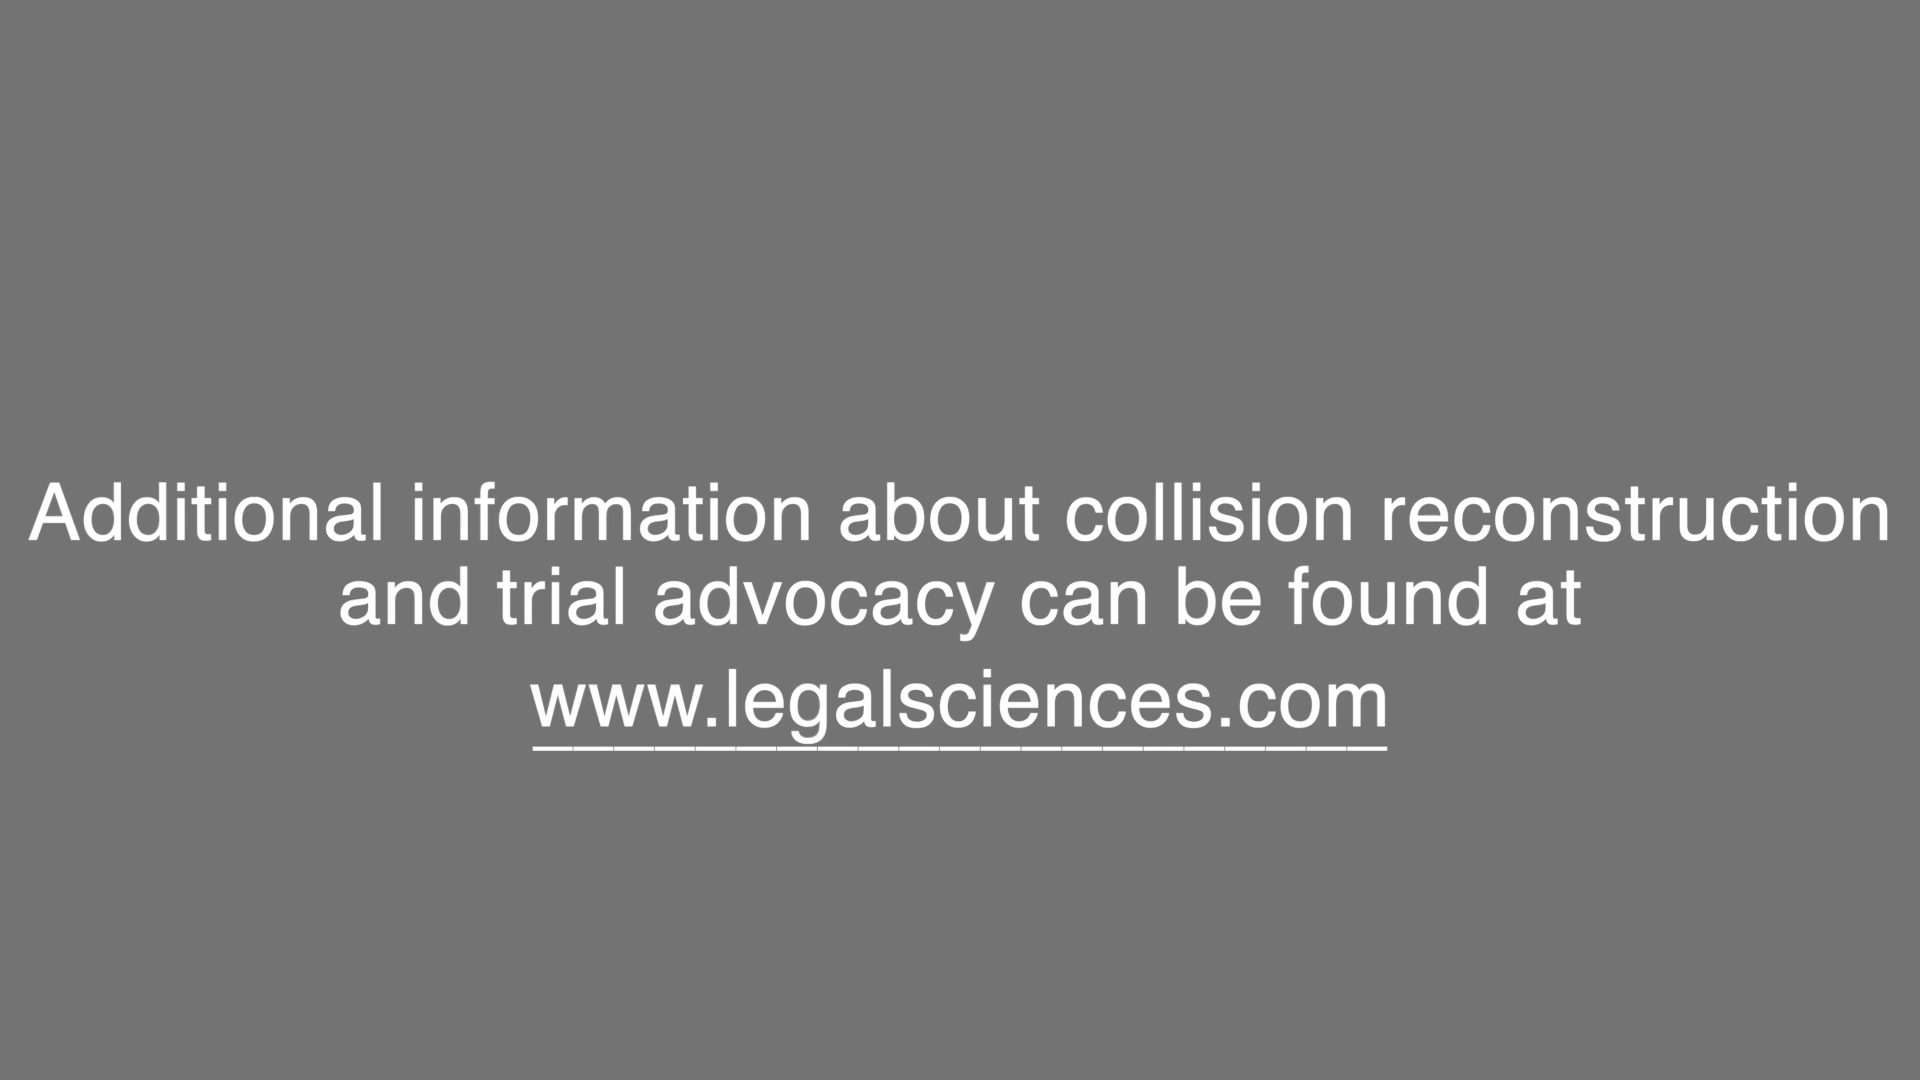 Additional information about collision reconstruction
and trial advocacy can be found at
www.legalsciences.com